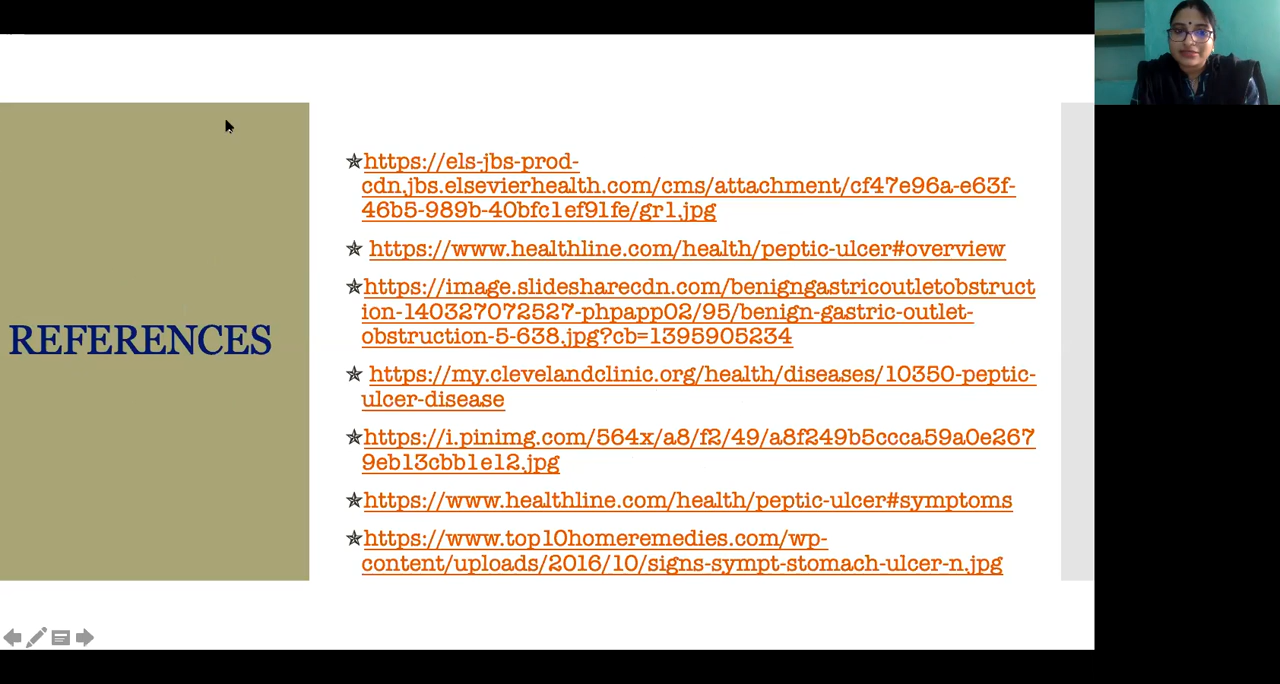 REFERENCES
https://els-jbs-prod-
cdn.jbs.elsevierhealth.com/cms/attachment/cf47e96a-e63f-
46b5-989b-40bfc1ef91fe/gr1.jpg
https://www.healthline.com/health/peptic-ulcer#overview
https://image.slidesharecdn.com/benigngastricoutletobstruct
ion-140327072527-phpapp02/95/benign-gastric-outlet-
obstruction-5-638.jpg?cb=1395905234
https://my.clevelandclinic.org/health/diseases/10350-peptic-
ulcer-disease
https://i.pinimg.com/564x/a8/f2/49/a8f249b5ccca59a0e267
9eb13cbb1e12.jpg
https://www.healthline.com/health/peptic-ulcer#symptoms
https://www.top10homeremedies.com/wp-
content/uploads/2016/10/signs-sympt-stomach-ulcer-n.jpg